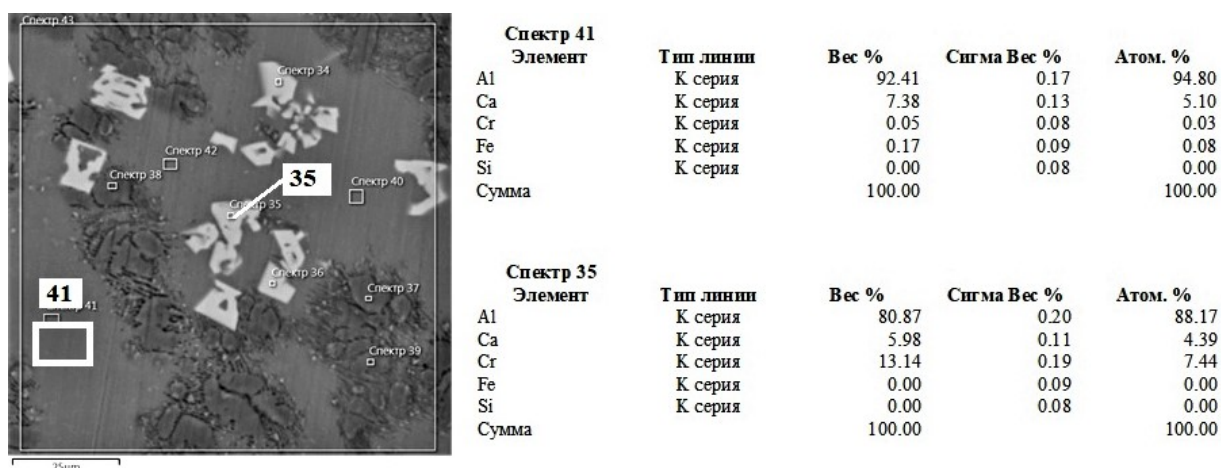 Спектр 43
Спектр 34
Спектр 42
Спектр 38
35
Спектр 40
Спектр 35
Спектр 36
41
41
Спектр 37
Спектр 39
25µm
Спектр 41
Элемент Тип линии Вес % Сигма Вес % Атом. %
Al К серия 92.41 0.17 94.80
Ca К серия 7.38 0.13 5.10
Cr К серия 0.05 0.08 0.03
Fe К серия 0.17 0.09 0.08
Si К серия 0.00 0.08 0.00
Сумма 100.00 100.00
Спектр 35
Элемент Тип линии Вес % Сигма Вес % Атом. %
Al К серия 80.87 0.20 88.17
Ca К серия 5.98 0.11 4.39
Cr К серия 13.14 0.19 7.44
Fe К серия 0.00 0.09 0.00
Si К серия 0.00 0.08 0.00
Сумма 100.00 100.00